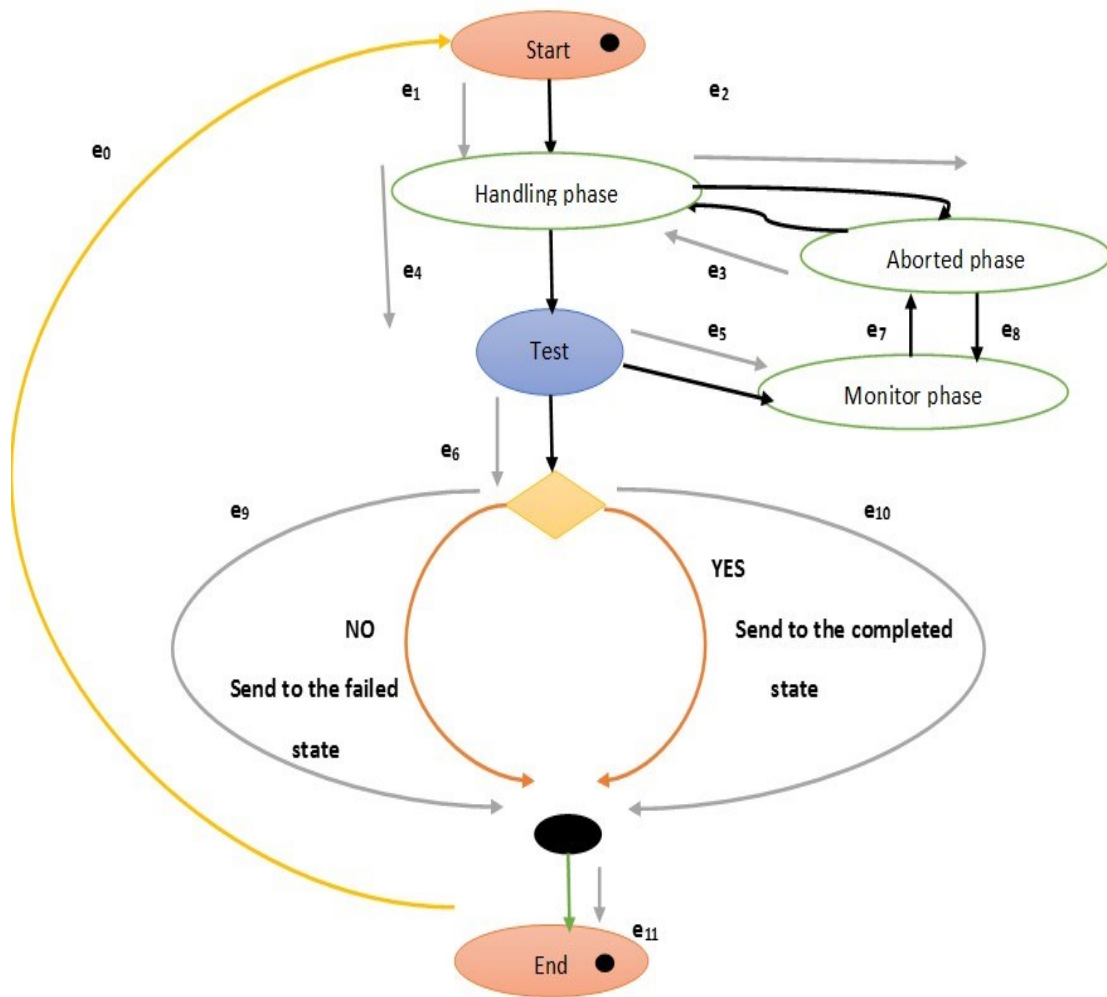 Start
e₁
e₂
e₀
Handling phase
e₄
e₃
Aborted phase
Test
e₅
e₇
e₈
Monitor phase
e₆
e₉
e₁₀
YES
NO
Send to the completed
state
Send to the failed
state
e₁₁
End